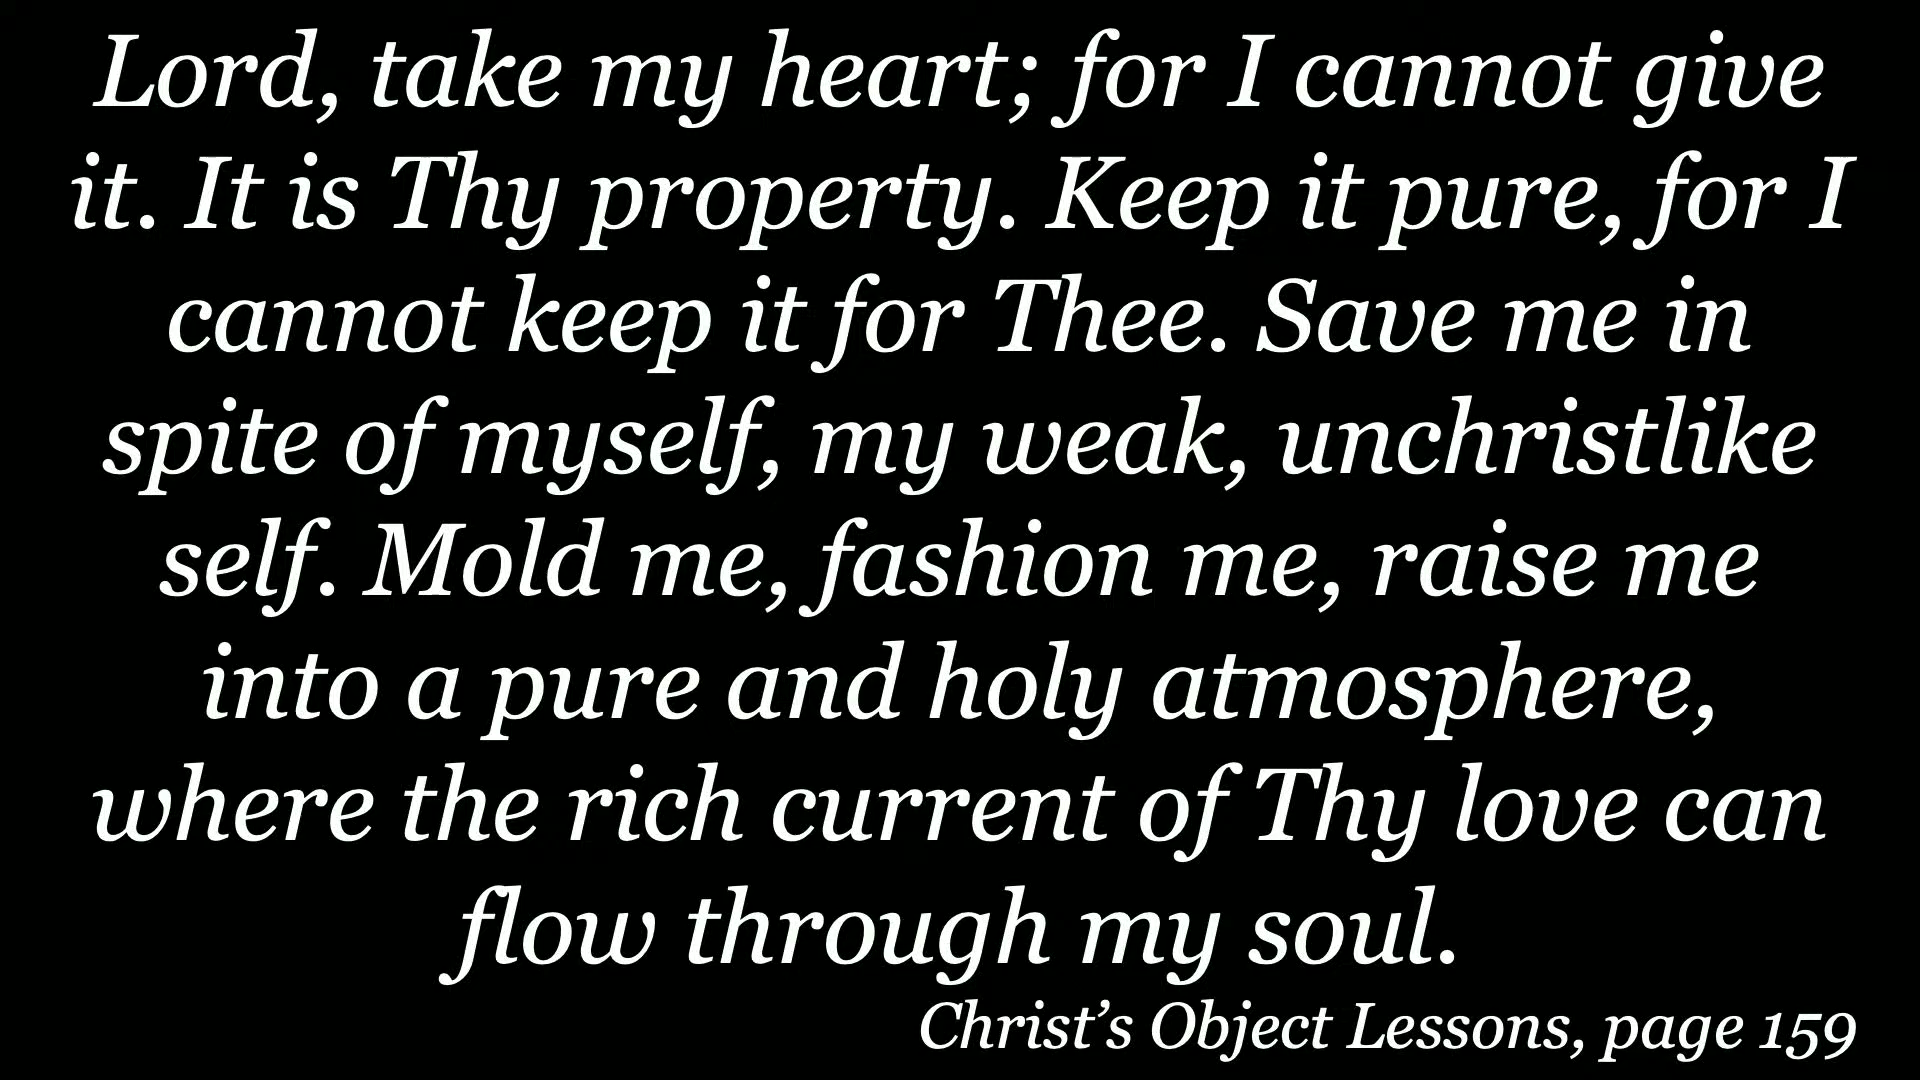 Lord, take my heart; for I cannot give
it. It is Thy property. Keep it pure, for I
cannot keep it for Thee. Save me in
spite of myself, my weak, unchristlike
self. Mold me, fashion me, raise me
into a pure and holy atmosphere,
where the rich current of Thy love can
flow through my soul.
Christ’s Object Lessons, page 159